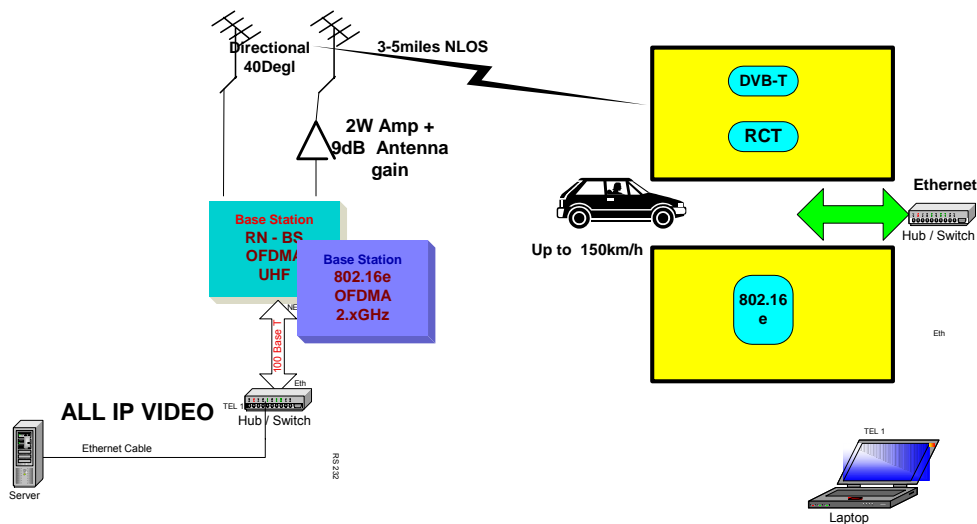 Directional
40Degl
3-5miles NLOS
DVB-T
RCT
2W Amp +
9dB Antenna
gain
Ethernet
Hub / Switch
Up to 150km/h
Base Station
RN - BS
OFDMA
UHF
Base Station
802.16e
OFDMA
2.xGHz
802.16
e
NE
100 Base T
Eth
Eth
TEL 1
Hub / Switch
ALL IP VIDEO
Ethernet Cable
Server
RS 232
TEL 1
Laptop